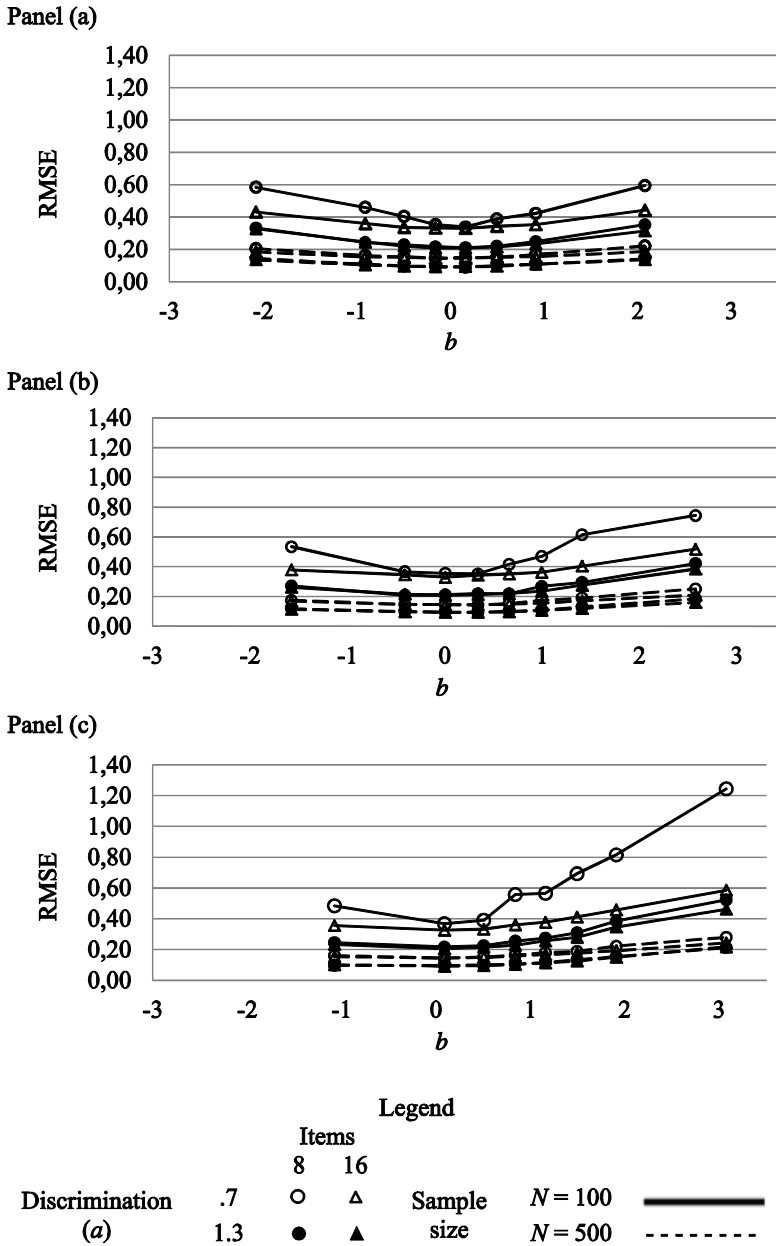 Panel (a)
1,40
1,20
1,00
0,80
0,60
0,40
0,20
0,00
RMSE
-3 -2 -1 0 1 2 3
b
Panel (b)
1,40
1,20
1,00
0,80
0,60
0,40
0,20
0,00
RMSE
-3 -2 -1 0 1 2 3
b
Panel (c)
1,40
1,20
1,00
0,80
0,60
0,40
0,20
0,00
RMSE
-3 -2 -1 0 1 2 3
b
Legend
Items
8 16
Discrimination .7 Sample N = 100
(a) 1.3 size N = 500